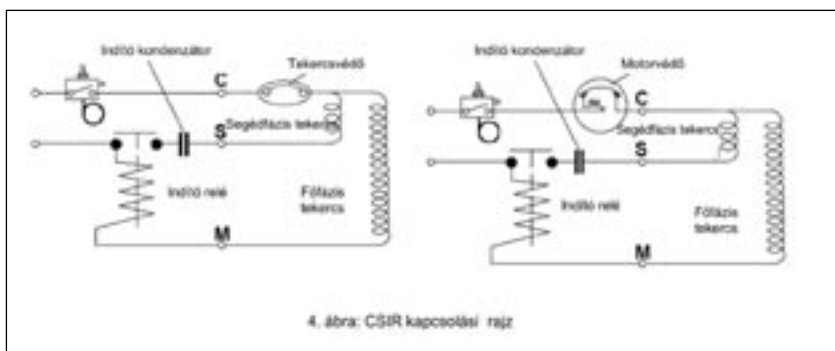 Indító kondenzátor
Tekercsvédő
C
Segédfázis tekercs
S
Indító relé
Főfázis
tekercs
M
Indító kondenzátor
Motorvédő
C
Segédfázis tekercs
S
Indító relé
Főfázis
tekercs
M
4. ábra: CSIR kapcsolási rajz